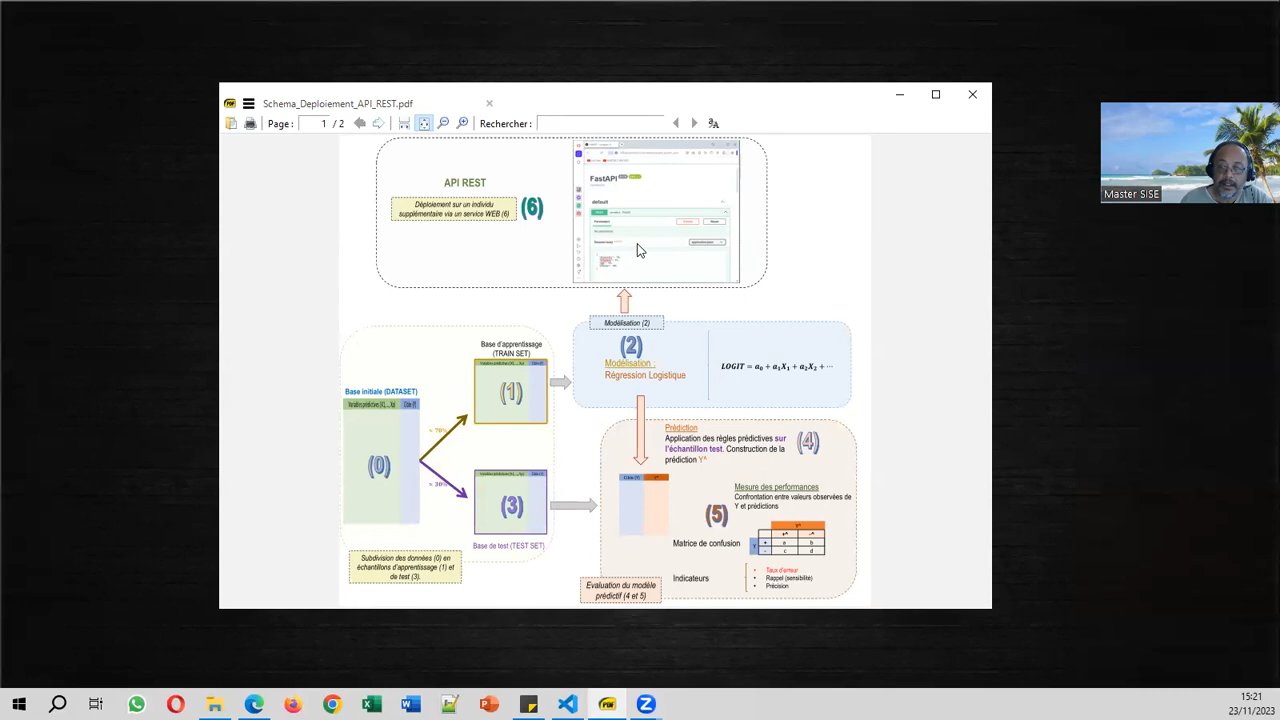 Schema_Deploiement_API_REST.pdf
Page : 1 / 2 Rechercher :
API REST
Déploiement sur un individu
supplémentaire via un service WEB (6)
(6)
FastAPI
default
Modélisation (2)
(2)
Modélisation :
Régression Logistique
LOGIT = a₀ + a₁X₁ + a₂X₂ + ⋯
Base d'apprentissage
(TRAIN SET)
(1)
Base initiale (DATASET)
(0)
≈ 70%
≈ 30%
(3)
Base de test (TEST SET)
Subdivision des données (0) en
échantillons d'apprentissage (1) et
de test (3).
Prédiction
Application des règles prédictives sur
l'échantillon test. Construction de la
prédiction Y^
(4)
Cible (Y) Y^
Mesure des performances
Confrontation entre valeurs observées de
Y et prédictions
(5)
Matrice de confusion
Y^
+^ -^
Y + a b
- c d
Indicateurs
• Taux d'erreur
• Rappel (sensibilité)
• Précision
Evaluation du modèle
prédictif (4 et 5)
Master SISE
15:21
23/11/2023